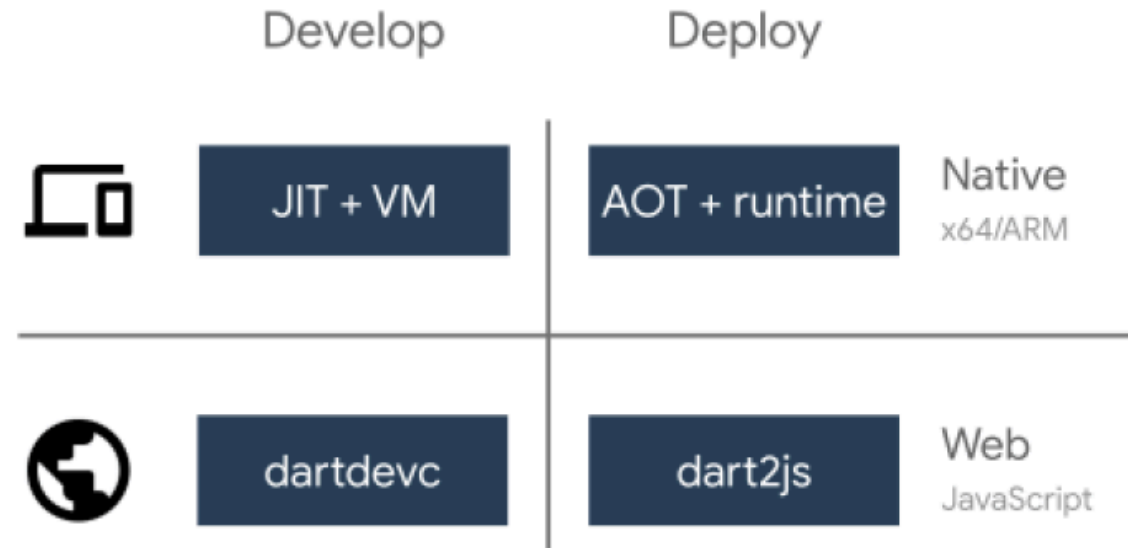 Develop
Deploy
JIT + VM
AOT + runtime
Native
x64/ARM
dartdevc
dart2js
Web
JavaScript